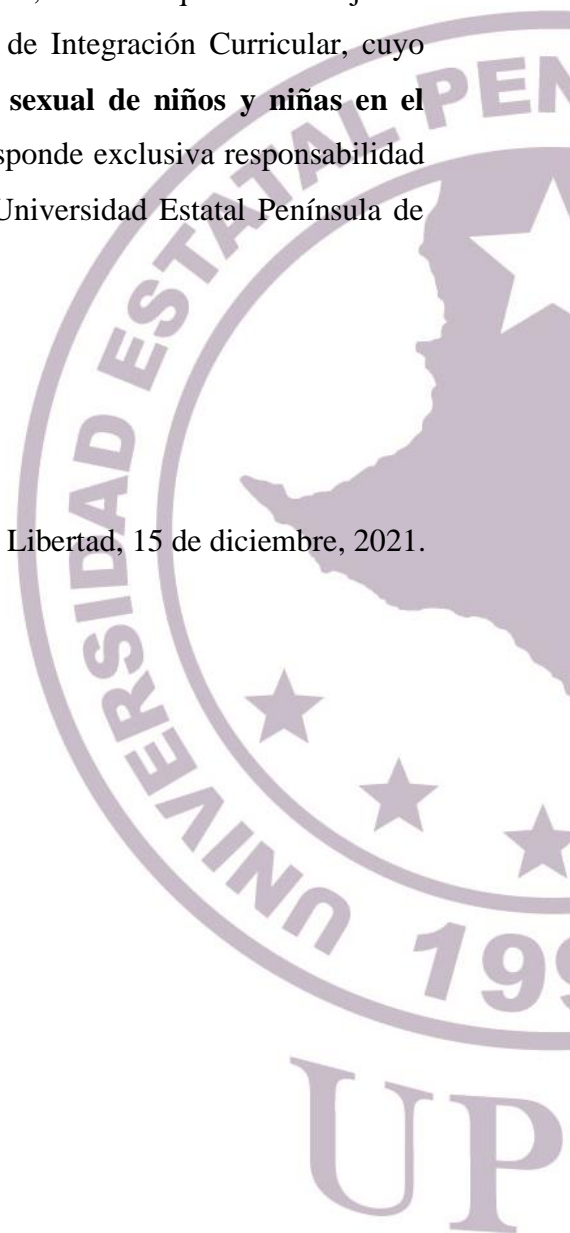 de Integración Curricular, cuyo
sexual de niños y niñas en el
sponde exclusiva responsabilidad
Universidad Estatal Península de
Libertad, 15 de diciembre, 2021.
UNIVERSIDAD ESTATAL PEN
199
UP